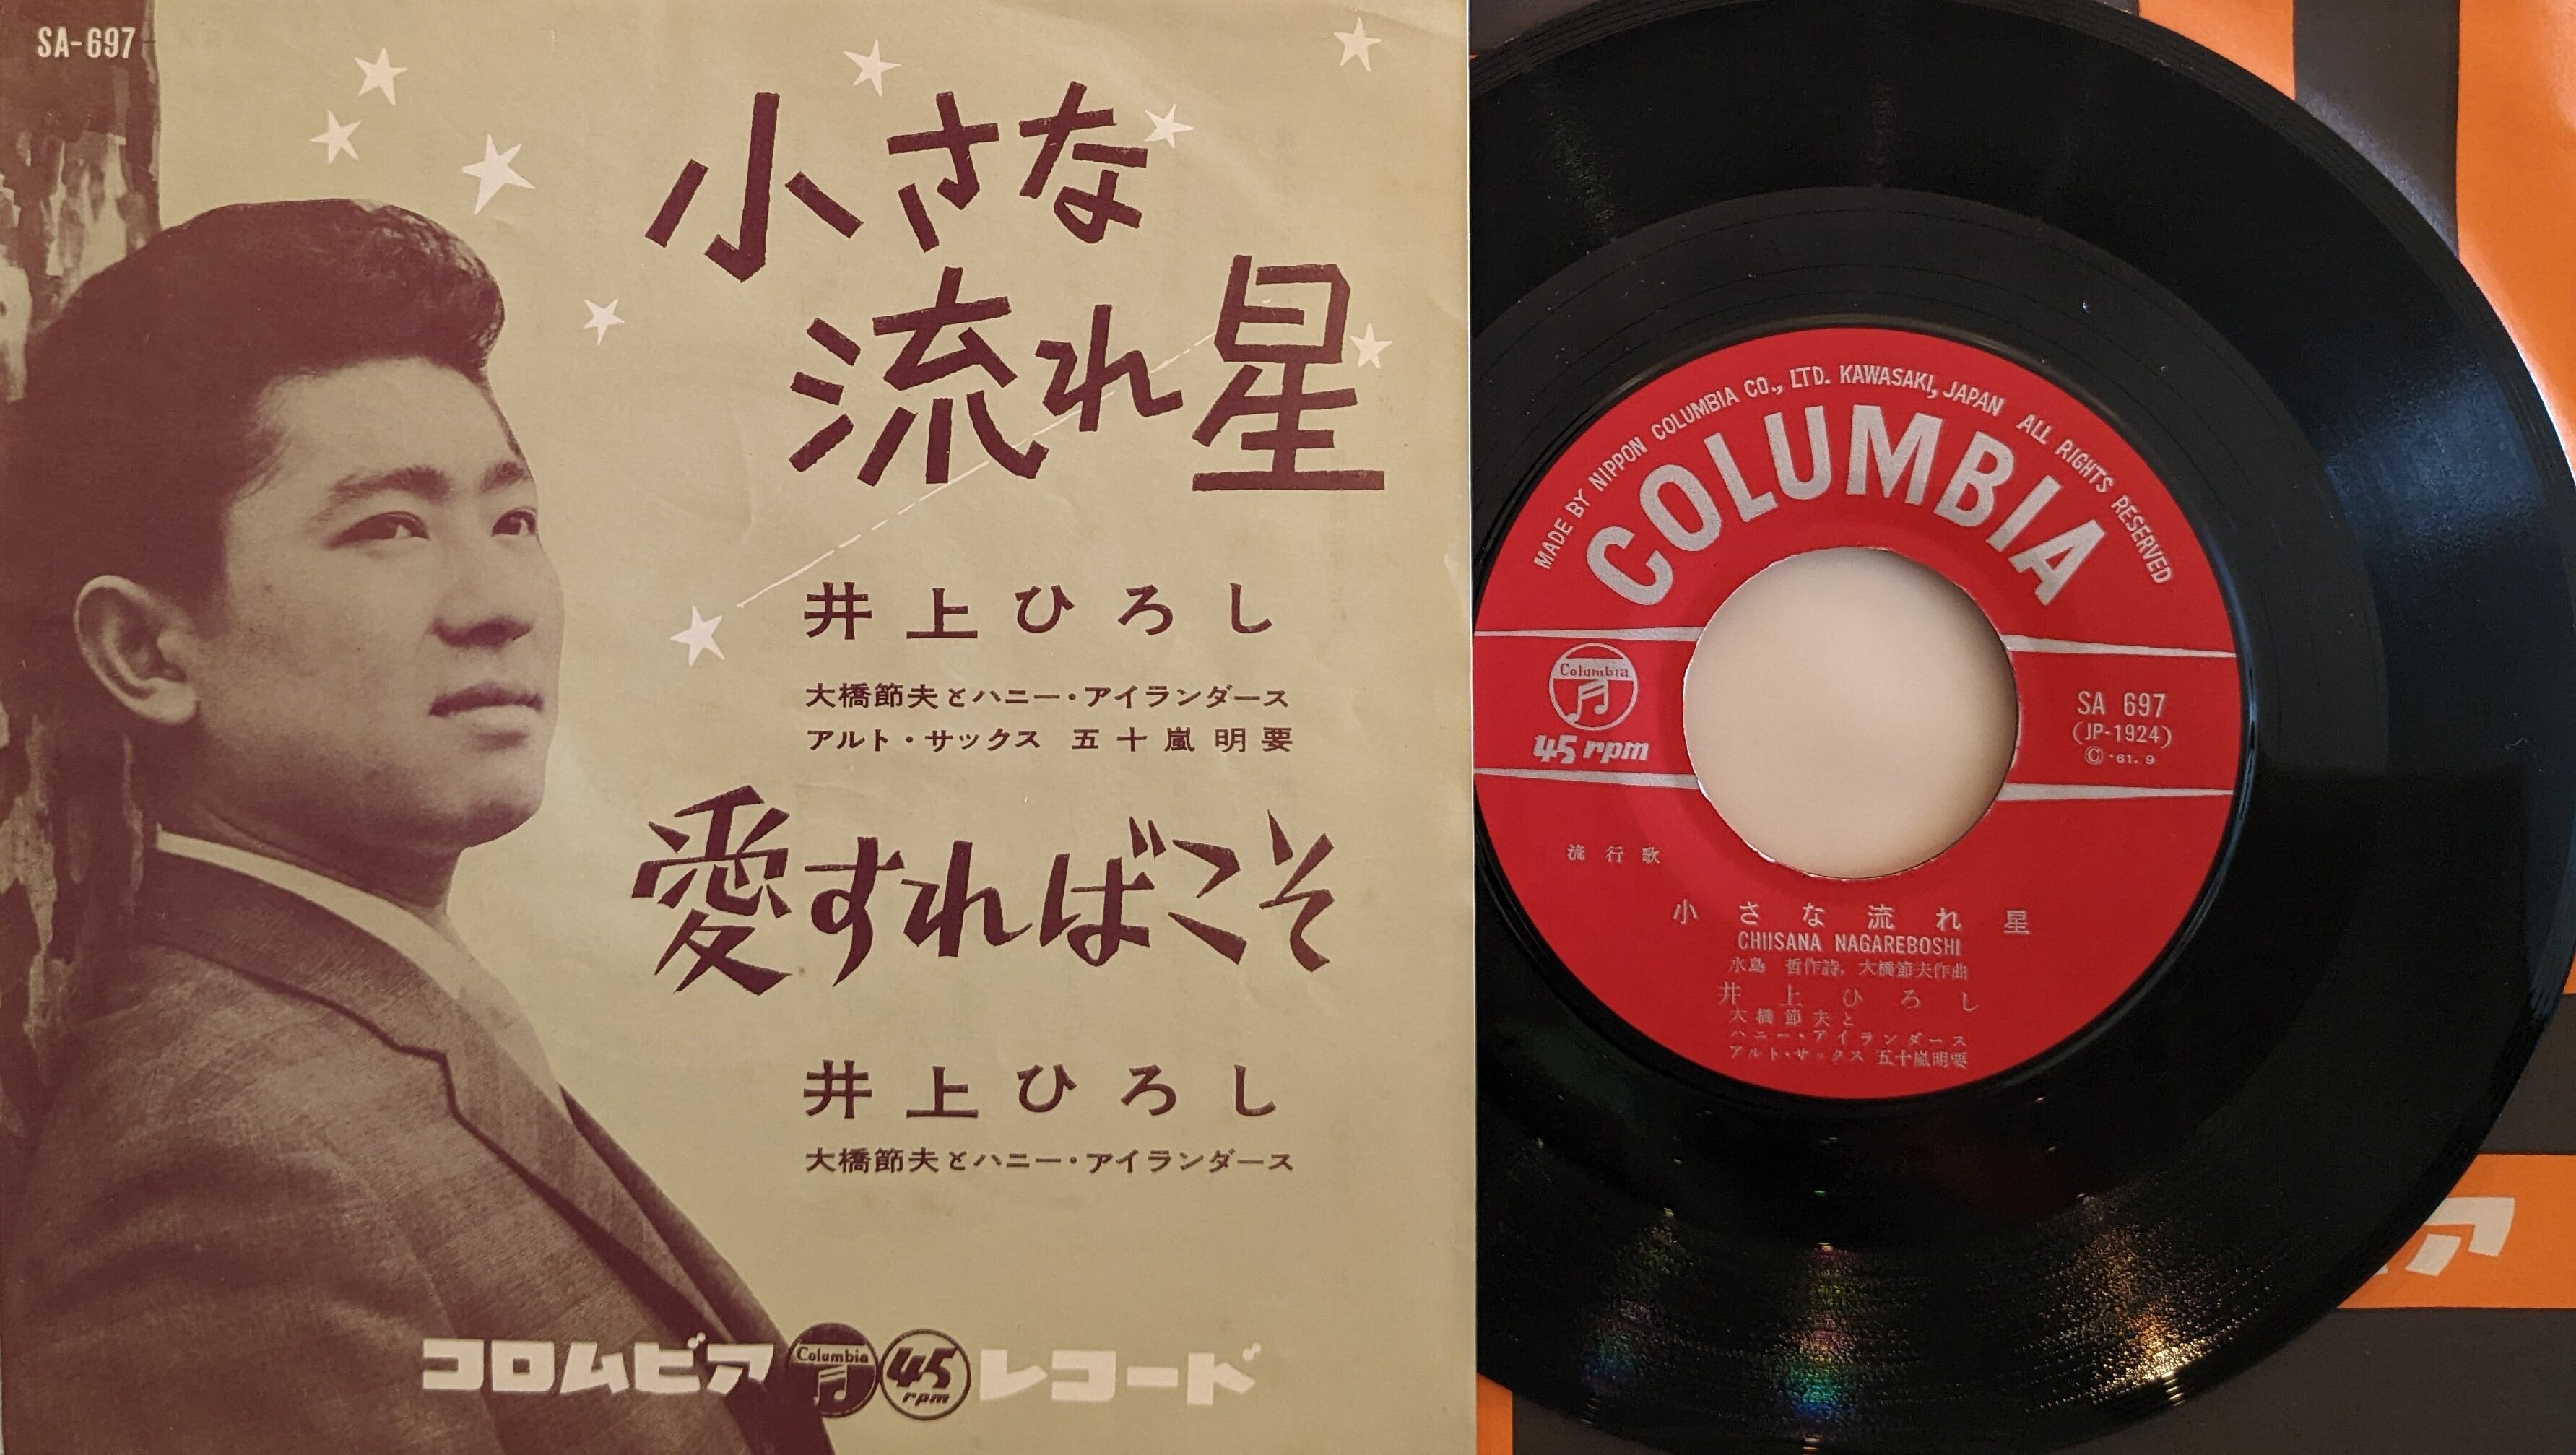 SA-697
小さな
流れ星
井上ひろし
大橋節夫とハニー・アイランダース
アルト・サックス 五十嵐明要
愛すればこそ
井上ひろし
大橋節夫とハニー・アイランダース
コロムビア Columbia 45 rpm レコード
MADE BY NIPPON COLUMBIA CO., LTD. KAWASAKI, JAPAN ALL RIGHTS RESERVED
COLUMBIA
Columbia
45 rpm
SA 697
(JP-1924)
© '61. 9
流行歌
小さな流れ星
CHIISANA NAGAREBOSHI
水島 哲作詩, 大橋節夫作曲
井上ひろし
大橋節夫と
ハニー・アイランダース
アルト・サックス 五十嵐明要
ア